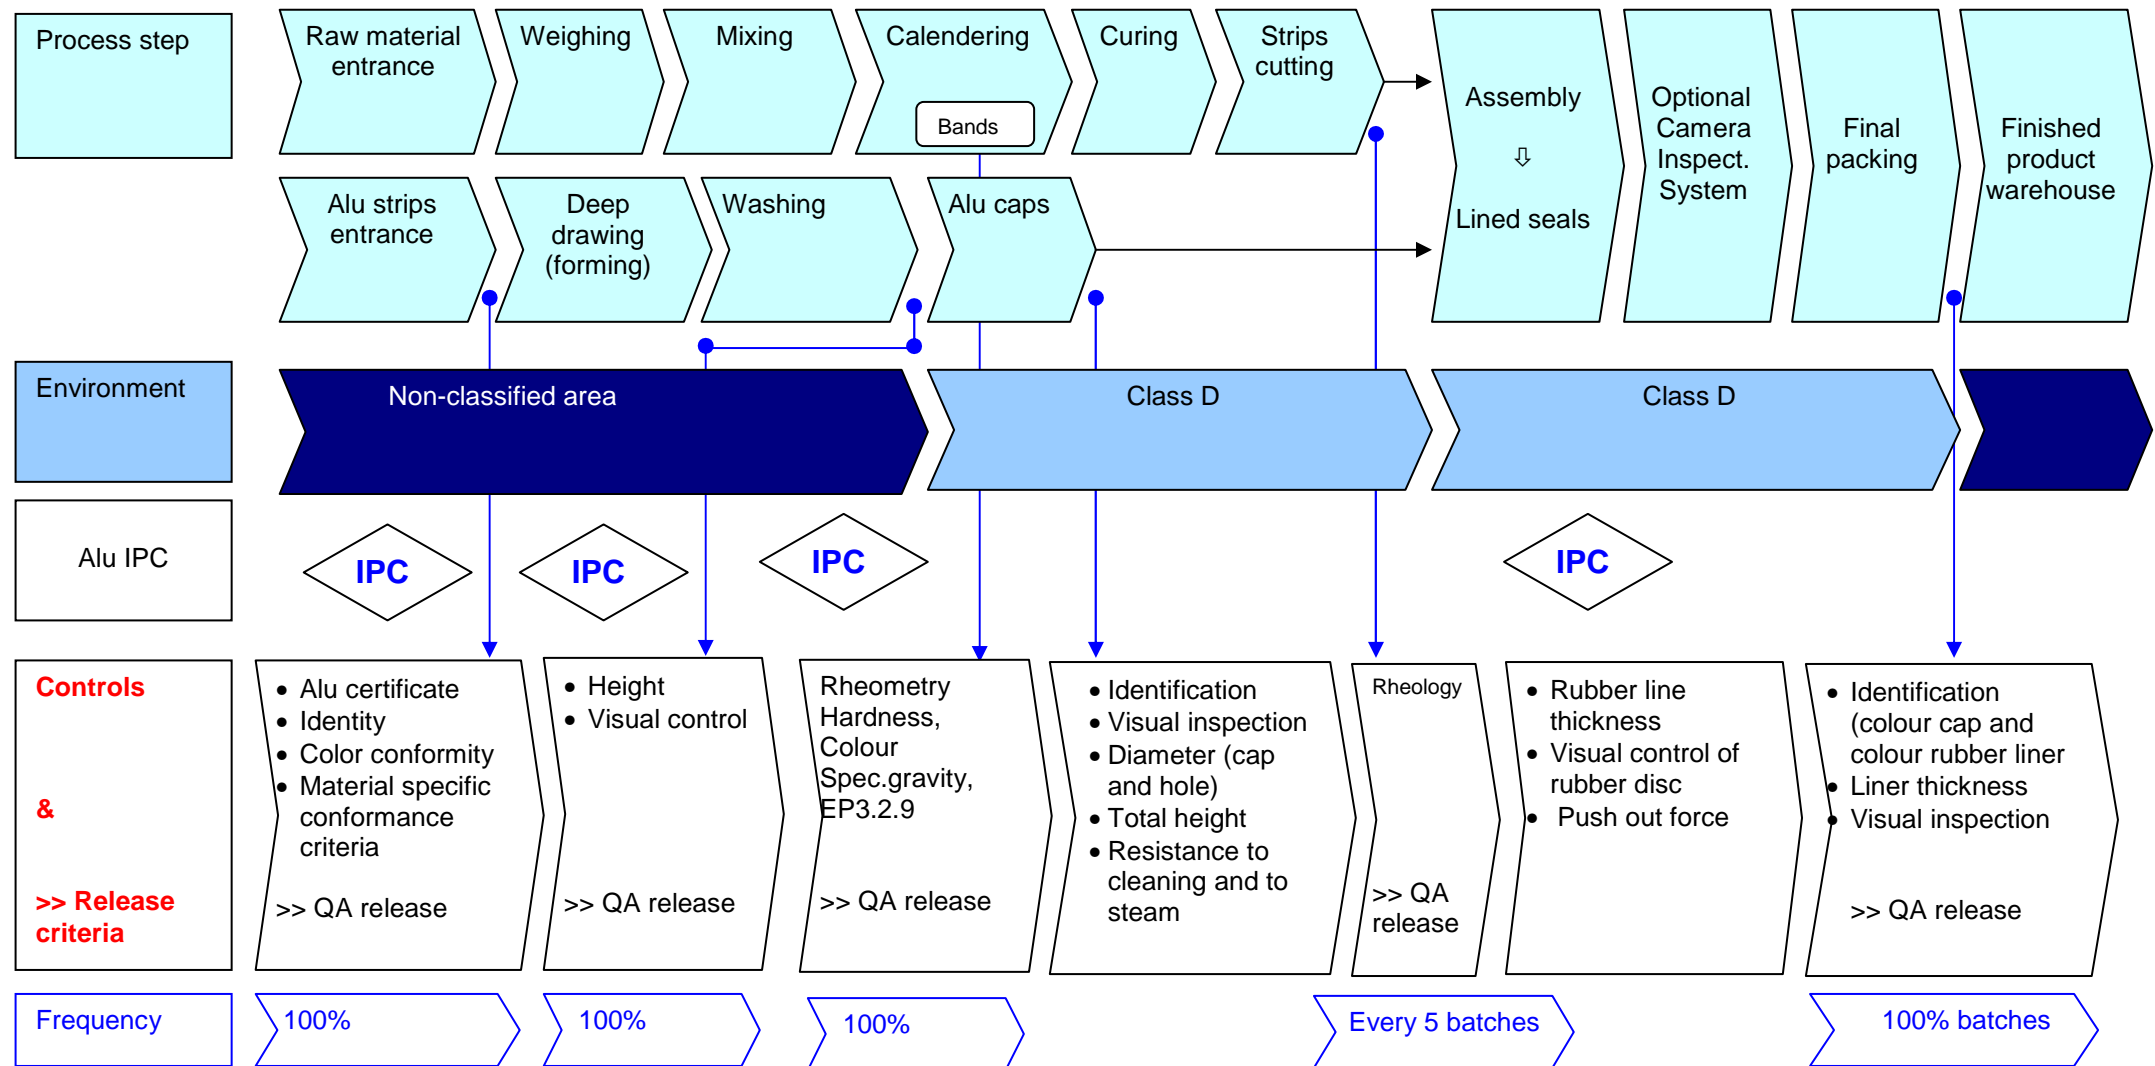 Process step
Raw material
entrance
Weighing
Mixing
Calendering
Bands
Curing
Strips
cutting
Assembly
⇩
Lined seals
Optional
Camera
Inspect.
System
Final
packing
Finished
product
warehouse
Alu strips
entrance
Deep
drawing
(forming)
Washing
Alu caps
Environment
Non-classified area
Class D
Class D
Alu IPC
IPC
IPC
IPC
IPC
Controls
&
>> Release
criteria
• Alu certificate
• Identity
• Color conformity
• Material specific
conformance
criteria
>> QA release
• Height
• Visual control
>> QA release
Rheometry
Hardness,
Colour
Spec.gravity,
EP3.2.9
>> QA release
• Identification
• Visual inspection
• Diameter (cap
and hole)
• Total height
• Resistance to
cleaning and to
steam
Rheology
>> QA
release
• Rubber line
thickness
• Visual control of
rubber disc
• Push out force
• Identification
(colour cap and
colour rubber liner
• Liner thickness
• Visual inspection
>> QA release
Frequency
100%
100%
100%
Every 5 batches
100% batches